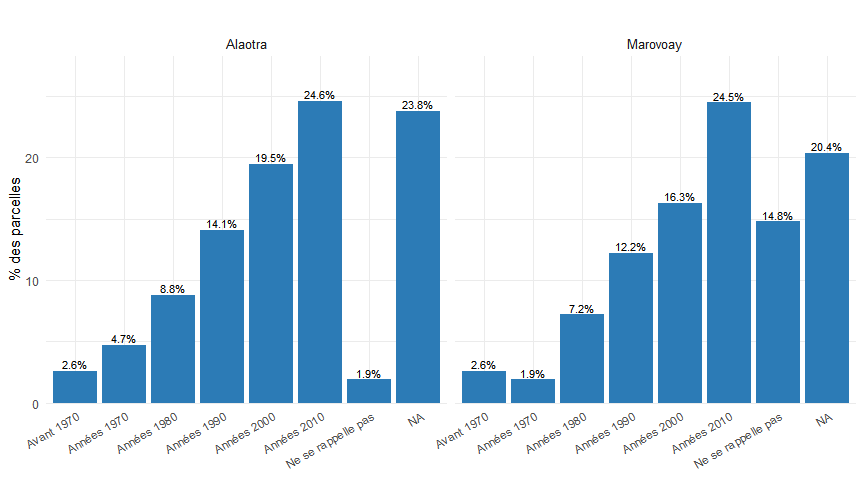 Alaotra
Marovoay
% des parcelles
20
10
0
2.6%
4.7%
8.8%
14.1%
19.5%
24.6%
1.9%
23.8%
2.6%
1.9%
7.2%
12.2%
16.3%
24.5%
14.8%
20.4%
Avant 1970
Années 1970
Années 1980
Années 1990
Années 2000
Années 2010
Ne se rappelle pas
NA
Avant 1970
Années 1970
Années 1980
Années 1990
Années 2000
Années 2010
Ne se rappelle pas
NA